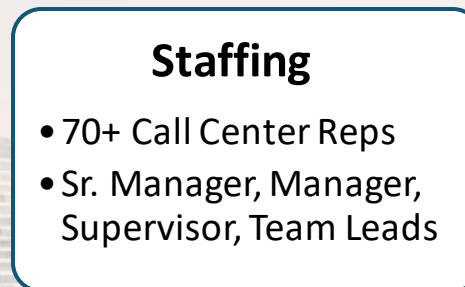 Staffing
• 70+ Call Center Reps
• Sr. Manager, Manager,
Supervisor, Team Leads